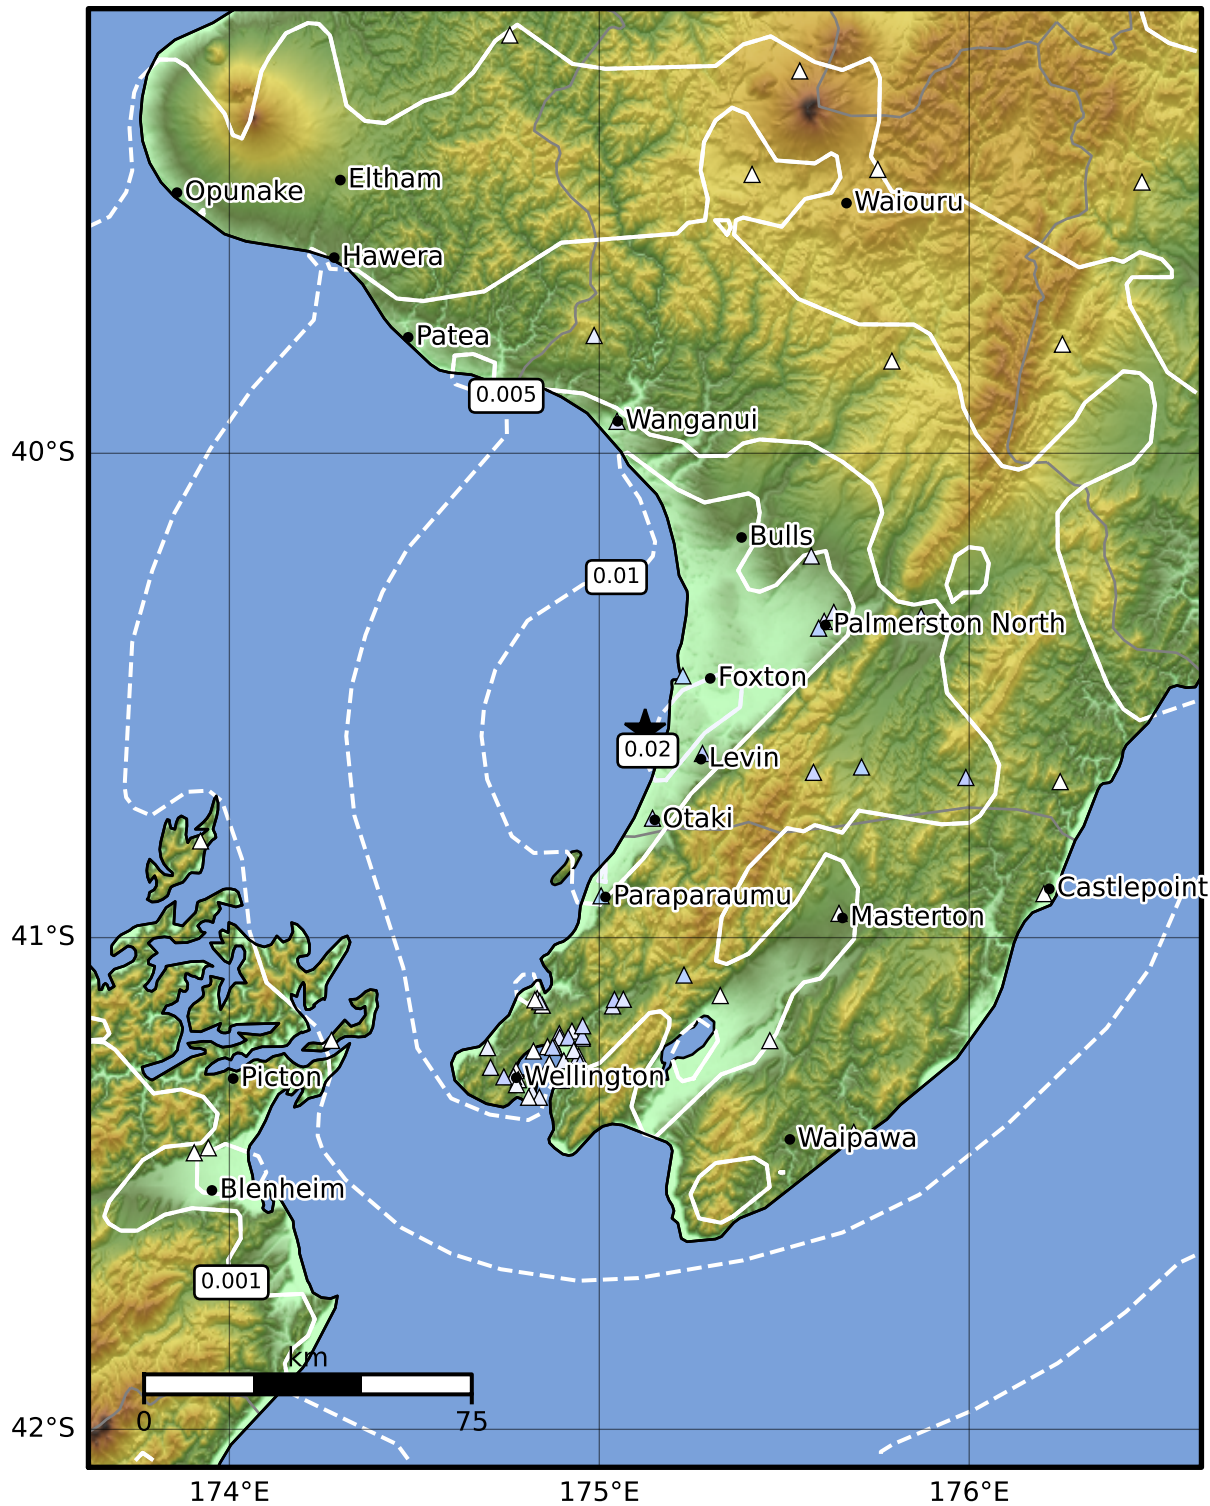 Opunake
Eltham
Waiouru
Hawera
Patea
0.005
Wanganui
40°S
Bulls
0.01
Palmerston North
Foxton
0.02
Levin
Otaki
Paraparaumu
Castlepoint
Masterton
41°S
Picton
Wellington
Waipawa
Blenheim
0.001
km
0
75
42°S
174°E
175°E
176°E